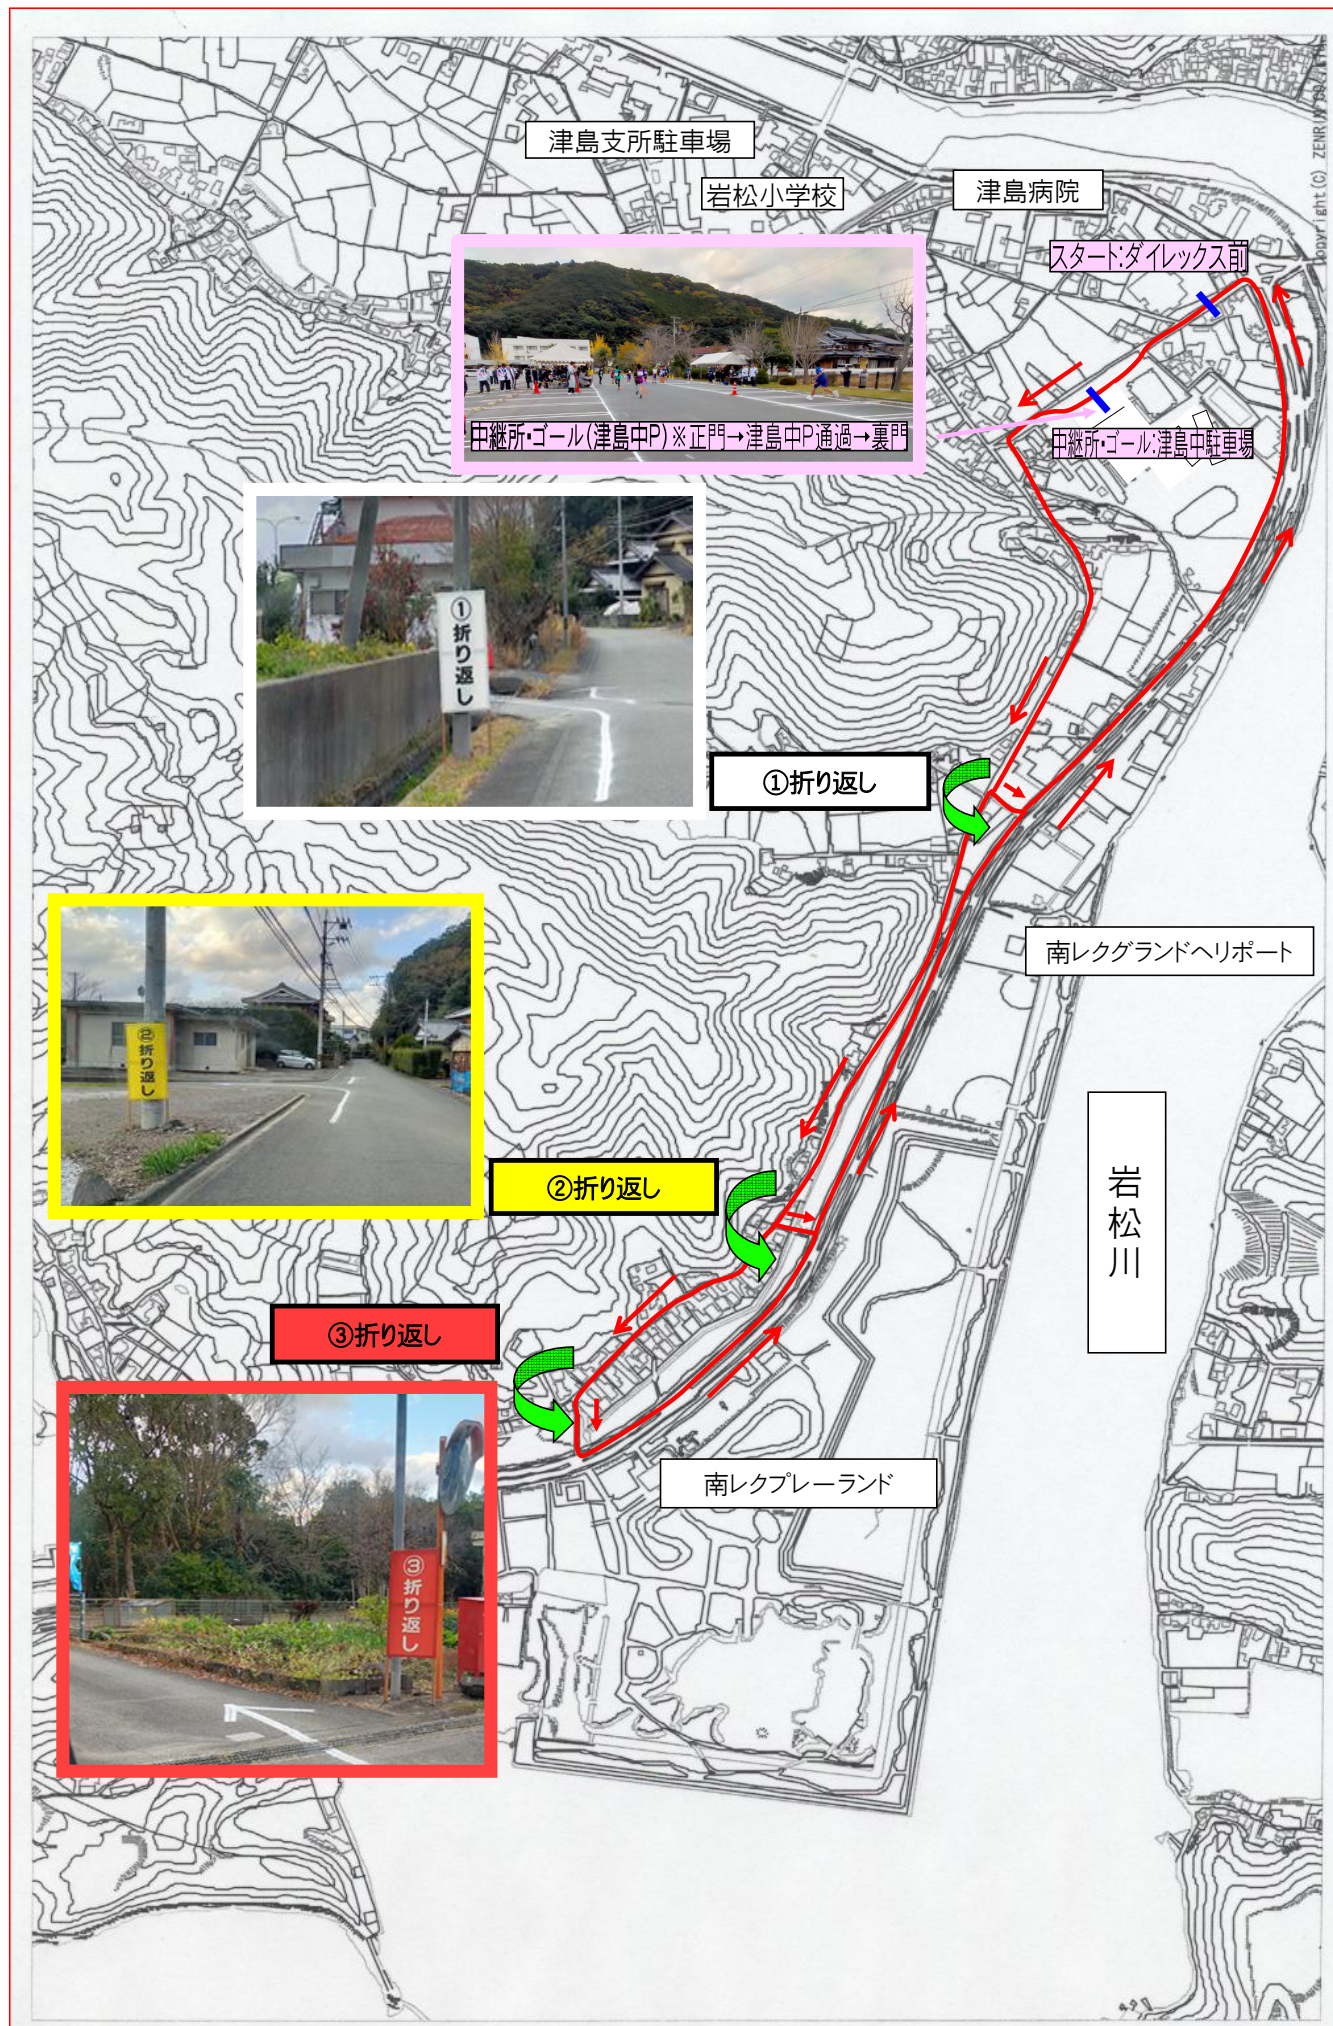 津島支所駐車場
岩松小学校
津島病院
スタート:ダイレックス前
中継所・ゴール(津島中P)※正門→津島中P通過→裏門
中継所・ゴール:津島中駐車場
①折り返し
①折り返し
南レクグランドヘリポート
②折り返し
②折り返し
岩松川
③折り返し
南レクプレーランド
③折り返し